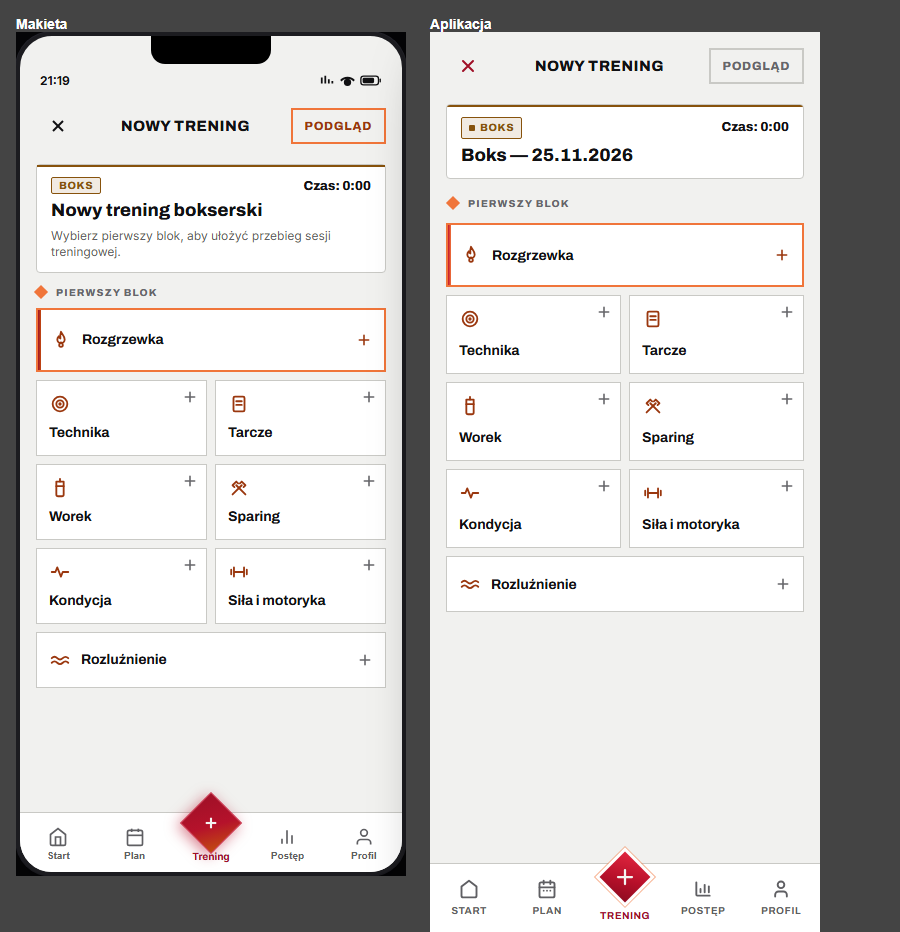 Makieta
21:19
NOWY TRENING
PODGLĄD
BOKS
Czas: 0:00
Nowy trening bokserski
Wybierz pierwszy blok, aby ułożyć przebieg sesji
treningowej.
PIERWSZY BLOK
Rozgrzewka
Technika
Tarcze
Worek
Sparing
Kondycja
Siła i motoryka
Rozluźnienie
Start
Plan
Trening
Postęp
Profil
Aplikacja
NOWY TRENING
PODGLĄD
BOKS
Czas: 0:00
Boks — 25.11.2026
PIERWSZY BLOK
Rozgrzewka
Technika
Tarcze
Worek
Sparing
Kondycja
Siła i motoryka
Rozluźnienie
START
PLAN
TRENING
POSTĘP
PROFIL